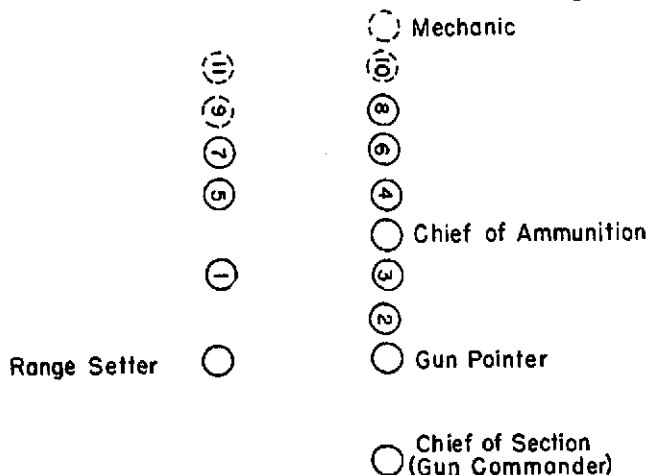 Mechanic
11 10
9 8
7 6
5 4
Chief of Ammunition
1 3
2
Range Setter Gun Pointer
Chief of Section
(Gun Commander)